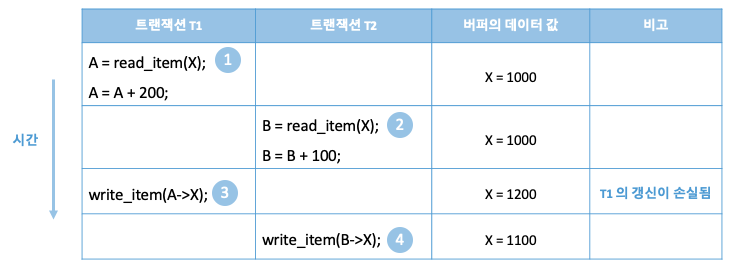 트랜잭션 T1 트랜잭션 T2 버퍼의 데이터 값 비고
A = read_item(X); 1
A = A + 200;
X = 1000
시간
B = read_item(X); 2
B = B + 100;
X = 1000
write_item(A->X); 3 X = 1200 T1 의 갱신이 손실됨
write_item(B->X); 4 X = 1100